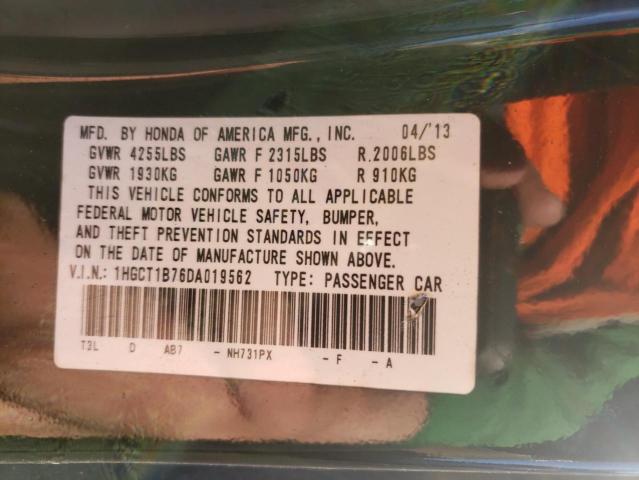 MFD. BY HONDA OF AMERICA MFG., INC. 04/'13
GVWR 4255LBS GAWR F 2315LBS R.2006LBS
GVWR 1930KG GAWR F 1050KG R 910KG
THIS VEHICLE CONFORMS TO ALL APPLICABLE
FEDERAL MOTOR VEHICLE SAFETY, BUMPER,
AND THEFT PREVENTION STANDARDS IN EFFECT
ON THE DATE OF MANUFACTURE SHOWN ABOVE.
V.I.N.: 1HGCT1B76DA019562 TYPE: PASSENGER CAR
T3L D AB7 - NH731PX - F - A